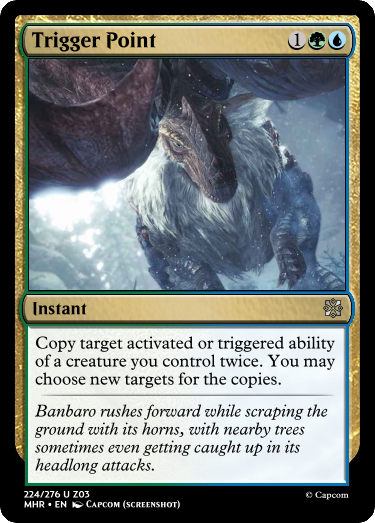 Trigger Point 1
Instant
Copy target activated or triggered ability
of a creature you control twice. You may
choose new targets for the copies.
Banbaro rushes forward while scraping the
ground with its horns, with nearby trees
sometimes even getting caught up in its
headlong attacks.
224/276 U Z03
MHR • EN CAPCOM (SCREENSHOT)
© Capcom